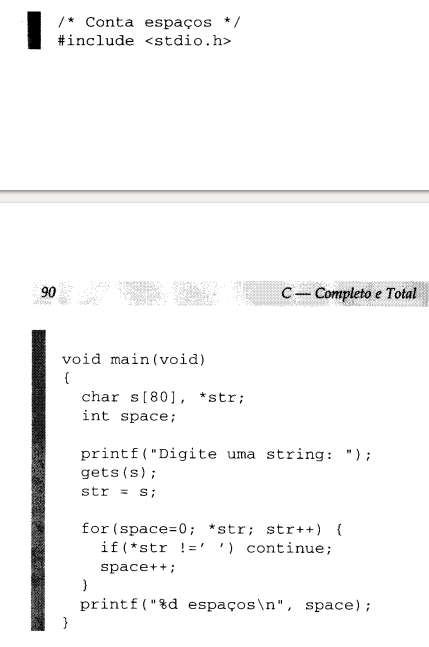 /* Conta espaços */
#include <stdio.h>
90
C — Completo e Total
void main(void)
{
char s[80], *str;
int space;
printf("Digite uma string: ");
gets(s);
str = s;
for(space=0; *str; str++) {
if(*str !=' ') continue;
space++;
}
printf("%d espaços\n", space);
}